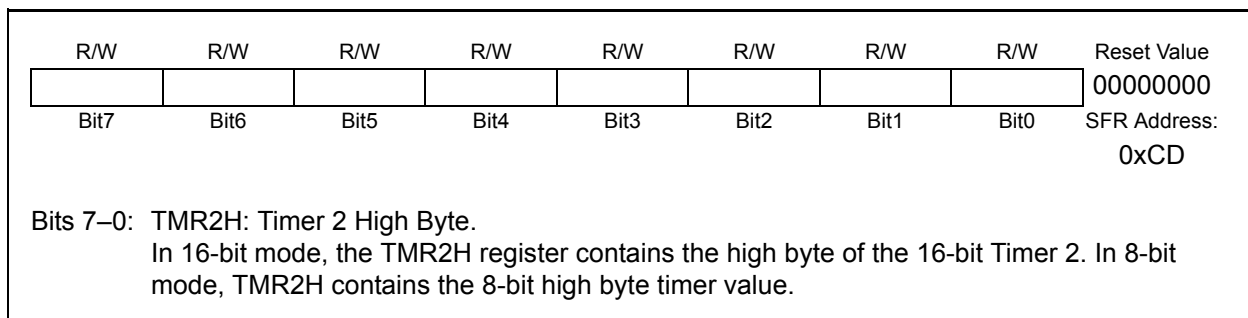 R/W R/W R/W R/W R/W R/W R/W R/W Reset Value
00000000
Bit7 Bit6 Bit5 Bit4 Bit3 Bit2 Bit1 Bit0 SFR Address:
0xCD
Bits 7–0: TMR2H: Timer 2 High Byte.
In 16-bit mode, the TMR2H register contains the high byte of the 16-bit Timer 2. In 8-bit
mode, TMR2H contains the 8-bit high byte timer value.